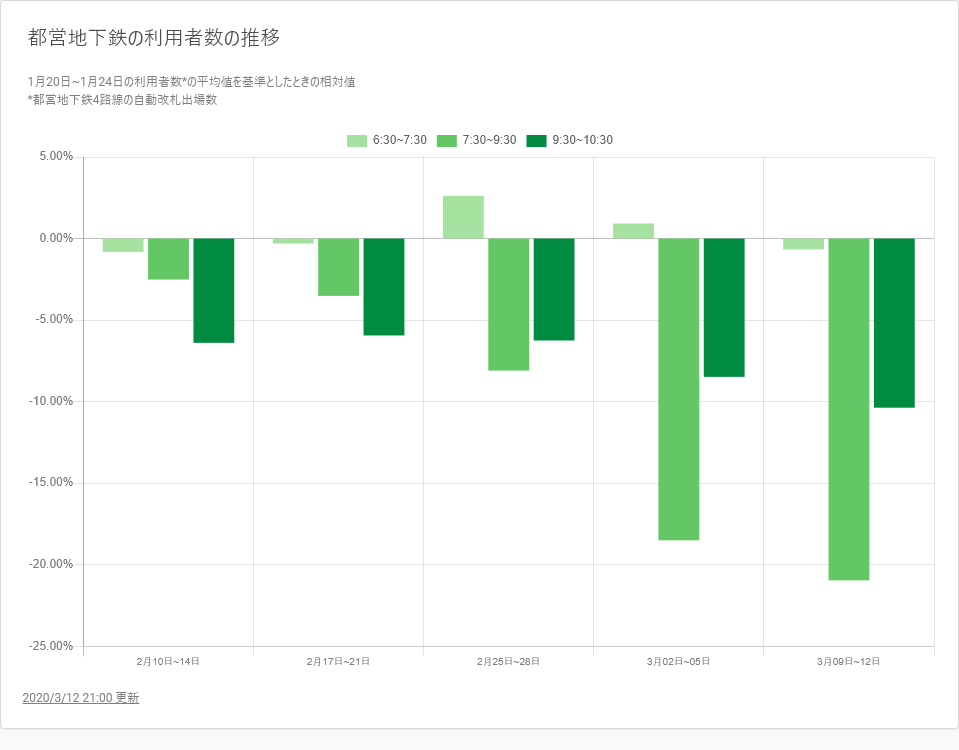 都営地下鉄の利用者数の推移
1月20日~1月24日の利用者数*の平均値を基準としたときの相対値
*都営地下鉄4路線の自動改札出場数
6:30~7:30 7:30~9:30 9:30~10:30
5.00%
0.00%
-5.00%
-10.00%
-15.00%
-20.00%
-25.00%
2月10日~14日 2月17日~21日 2月25日~28日 3月02日~05日 3月09日~12日
2020/3/12 21:00 更新